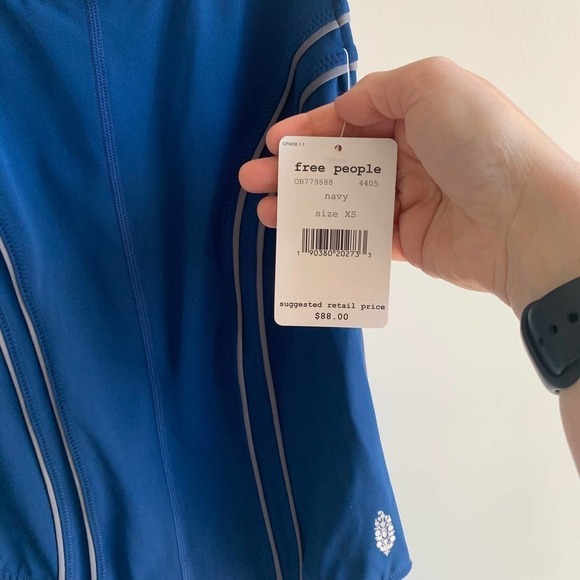 CP4035 1 1
free people
OB779888 4405
navy
size XS
1 90380 20273 3
suggested retail price
$88.00